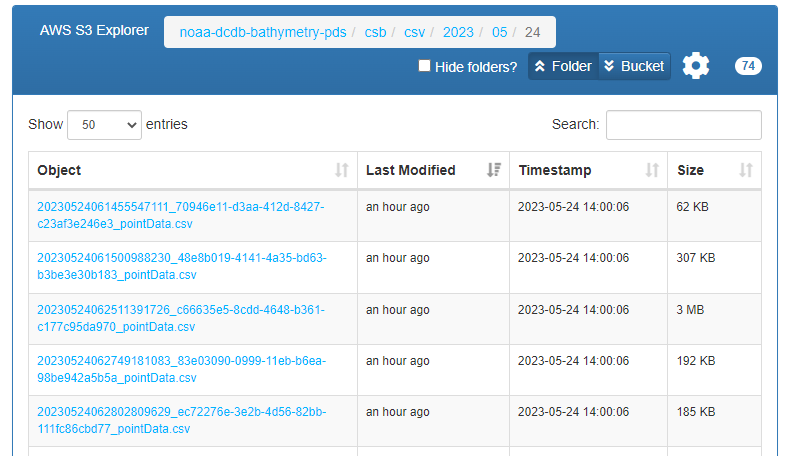 AWS S3 Explorer noaa-dcdb-bathymetry-pds / csb / csv / 2023 / 05 / 24
Hide folders? Folder Bucket 74
Show 50 entries Search:
Object Last Modified Timestamp Size
20230524061455547111_70946e11-d3aa-412d-8427-
c23af3e246e3_pointData.csv
an hour ago 2023-05-24 14:00:06 62 KB
20230524061500988230_48e8b019-4141-4a35-bd63-
b3be3e30b183_pointData.csv
an hour ago 2023-05-24 14:00:06 307 KB
20230524062511391726_c66635e5-8cdd-4648-b361-
c177c95da970_pointData.csv
an hour ago 2023-05-24 14:00:06 3 MB
20230524062749181083_83e03090-0999-11eb-b6ea-
98be942a5b5a_pointData.csv
an hour ago 2023-05-24 14:00:06 192 KB
20230524062802809629_ec72276e-3e2b-4d56-82bb-
111fc86cbd77_pointData.csv
an hour ago 2023-05-24 14:00:06 185 KB